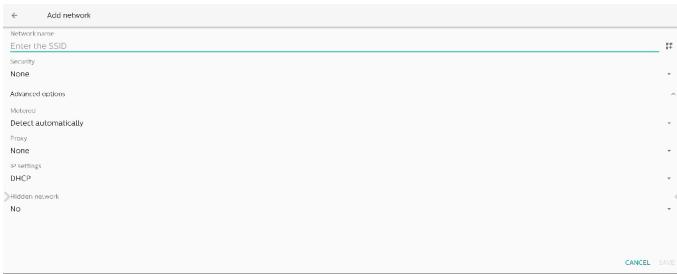 Add network
Network name
Enter the SSID
Security
None
Advanced options
Metered
Detect automatically
Proxy
None
IP settings
DHCP
Hidden network
No
CANCEL SAVE